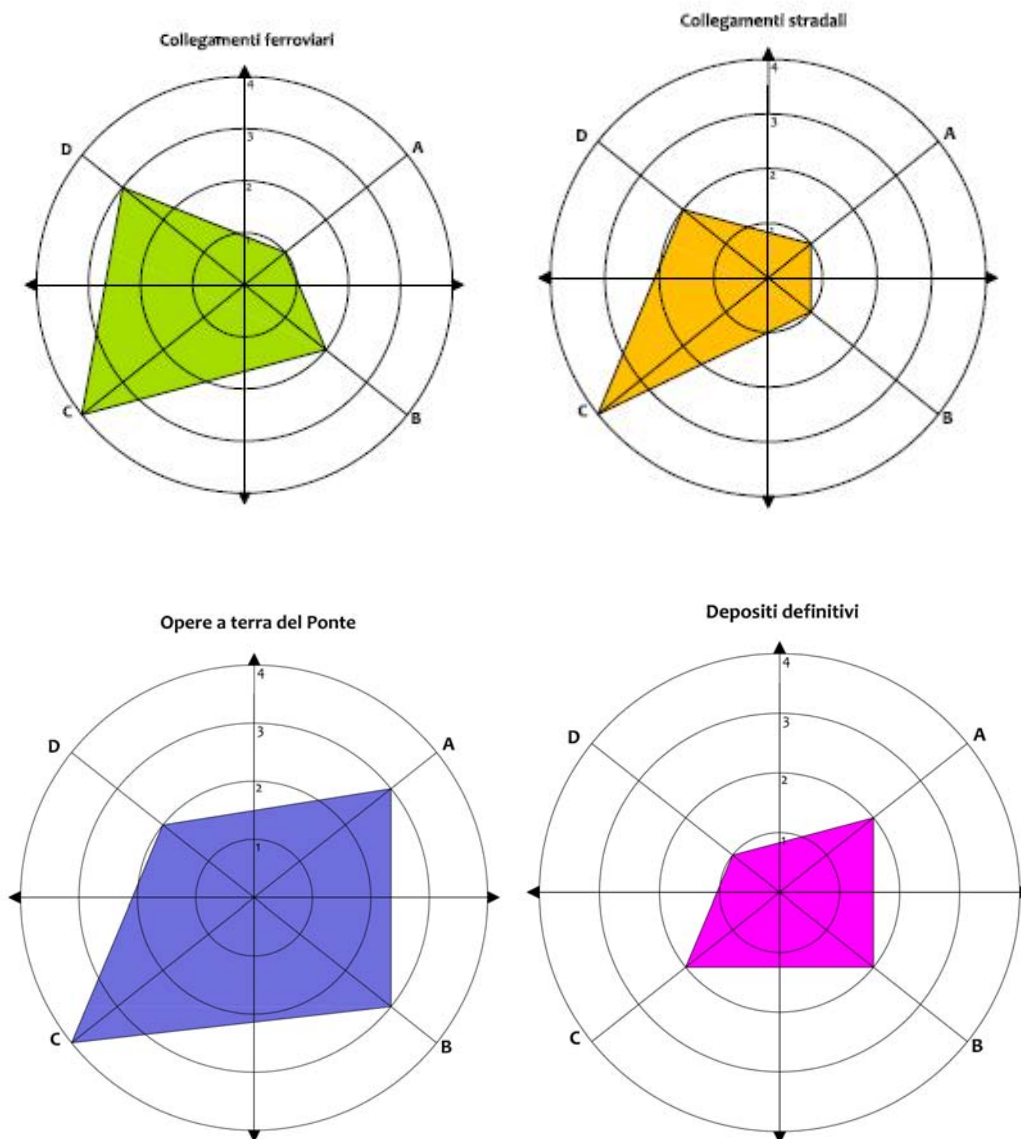 Collegamenti ferroviari
4
3
2
1
D
A
C
B
Collegamenti stradali
4
3
2
1
D
A
C
B
Opere a terra del Ponte
4
3
2
1
D
A
C
B
Depositi definitivi
4
3
2
1
D
A
C
B